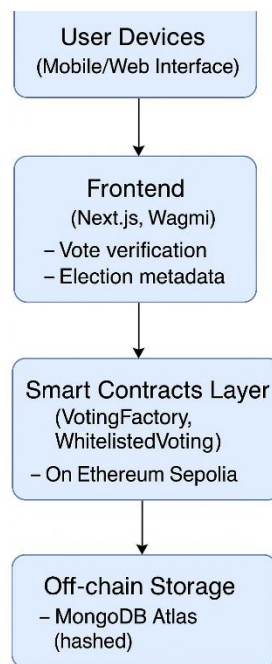 User Devices
(Mobile/Web Interface)
Frontend
(Next.js, Wagmi)
– Vote verification
– Election metadata
Smart Contracts Layer
(VotingFactory,
WhitelistedVoting)
– On Ethereum Sepolia
Off-chain Storage
– MongoDB Atlas
(hashed)